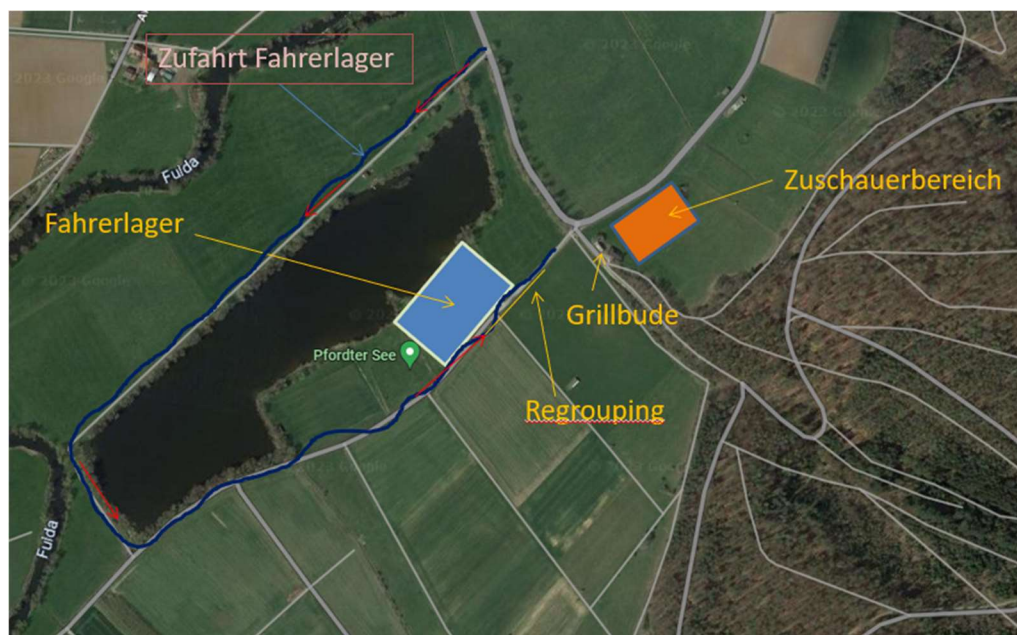 Zufahrt Fahrerlager
Fulda
Zuschauerbereich
Fahrerlager
Grillbude
Pfordter See
Regrouping
Fulda